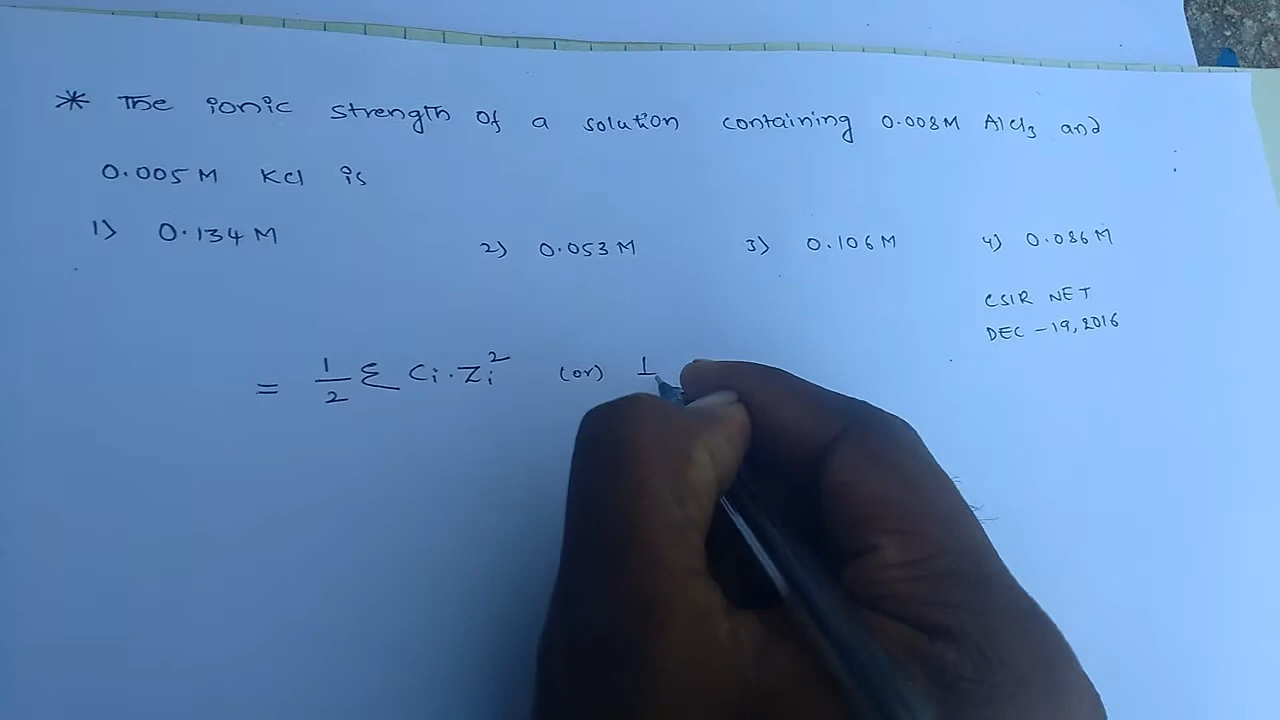 * The ionic strength of a solution containing 0.008M AlCl3 and
0.005 M KCl is
1) 0.134 M 2) 0.053 M 3) 0.106 M 4) 0.086 M
CSIR NET
DEC - 19, 2016
= 1/2 Σ Ci · Zi² (or) 1